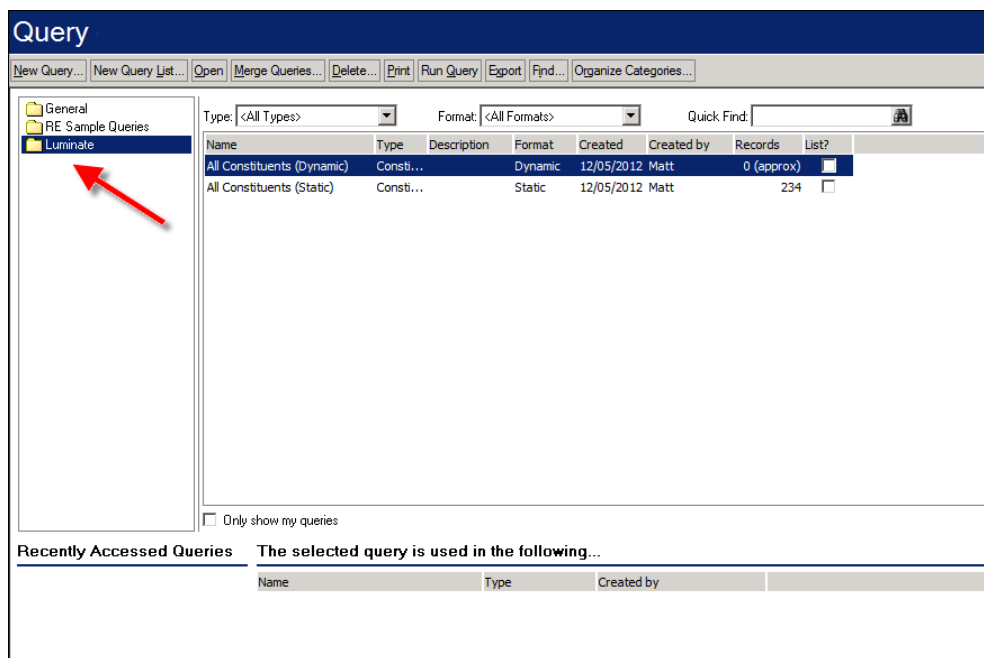 Query
New Query... New Query List... Open Merge Queries... Delete... Print Run Query Export Find... Organize Categories...
General
RE Sample Queries
Luminate
Type: <All Types> Format: <All Formats> Quick Find:
Name Type Description Format Created Created by Records List?
All Constituents (Dynamic) Consti... Dynamic 12/05/2012 Matt 0 (approx)
All Constituents (Static) Consti... Static 12/05/2012 Matt 234
Only show my queries
Recently Accessed Queries The selected query is used in the following...
Name Type Created by